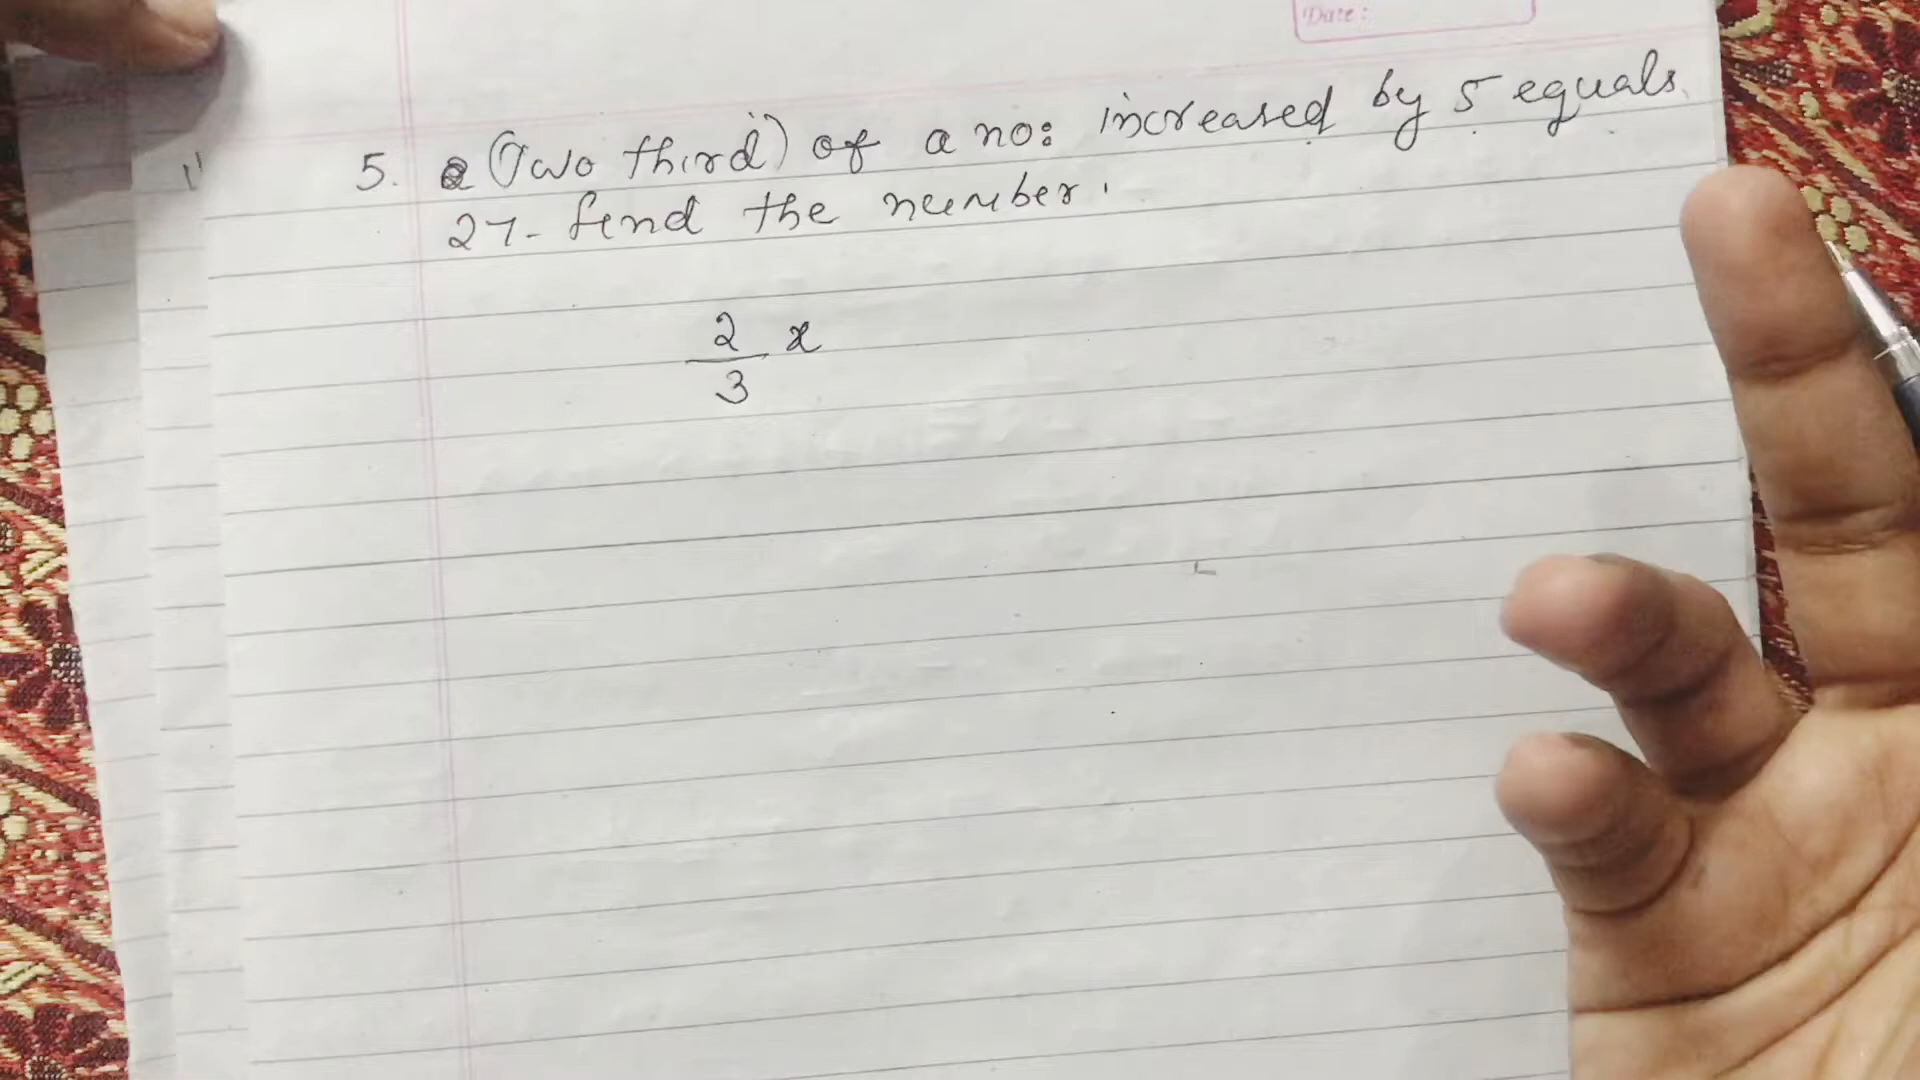 Date :
5. (Two third) of a no: increased by 5 equals
27. find the number.
2/3 x